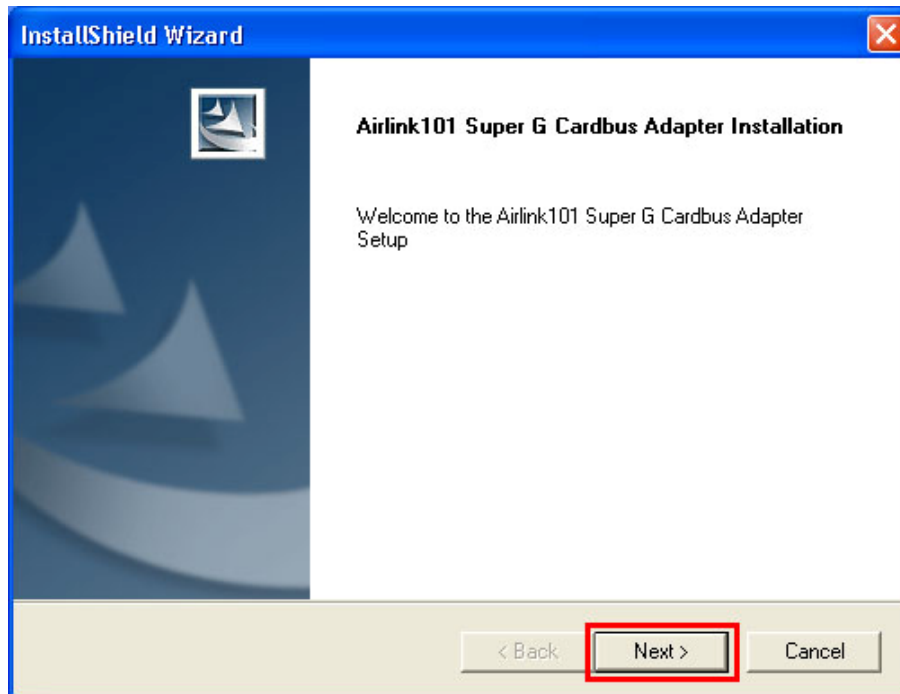 InstallShield Wizard
Airlink101 Super G Cardbus Adapter Installation
Welcome to the Airlink101 Super G Cardbus Adapter
Setup
< Back
Next >
Cancel